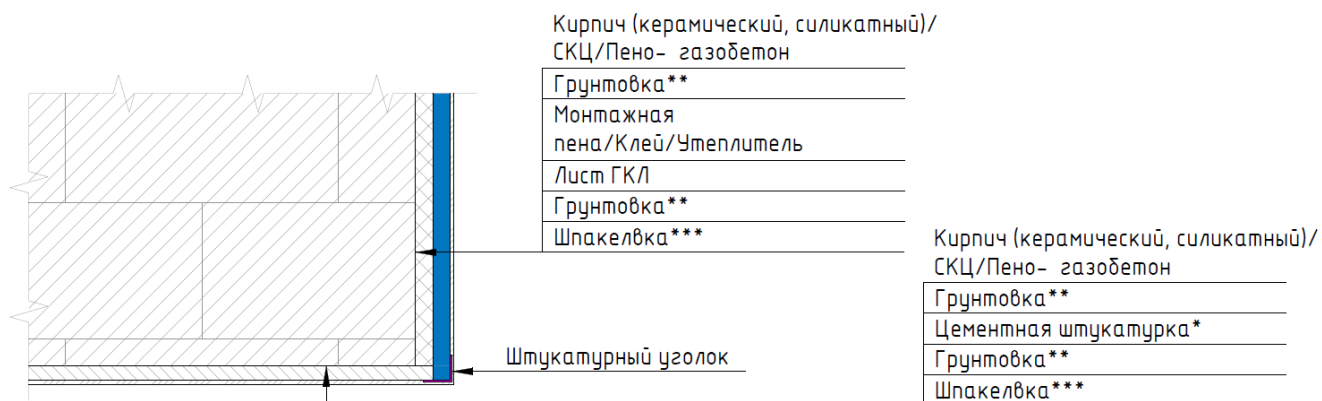 Кирпич (керамический, силикатный)/
СКЦ/Пено- газобетон
Грунтовка**
Монтажная
пена/Клей/Утеплитель
Лист ГКЛ
Грунтовка**
Шпакелвка***
Кирпич (керамический, силикатный)/
СКЦ/Пено- газобетон
Грунтовка**
Цементная штукатурка*
Грунтовка**
Шпакелвка***
Штукатурный уголок